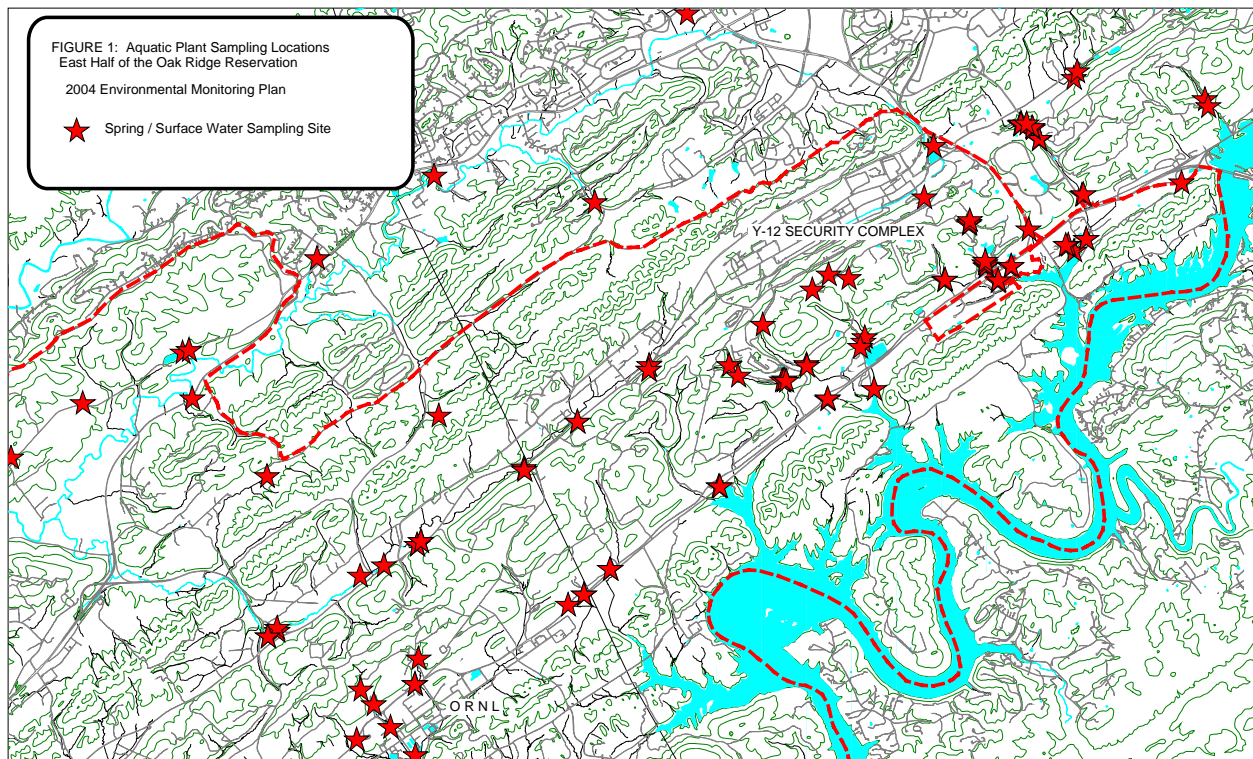 FIGURE 1: Aquatic Plant Sampling Locations
East Half of the Oak Ridge Reservation
2004 Environmental Monitoring Plan
Spring / Surface Water Sampling Site
Y-12 SECURITY COMPLEX
O R N L